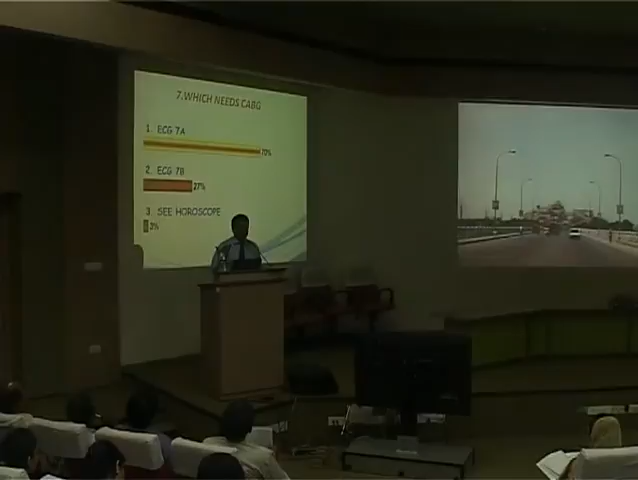 7.WHICH NEEDS CABG
1. ECG 7A
70%
2. ECG 7B
27%
3. SEE HOROSCOPE
3%